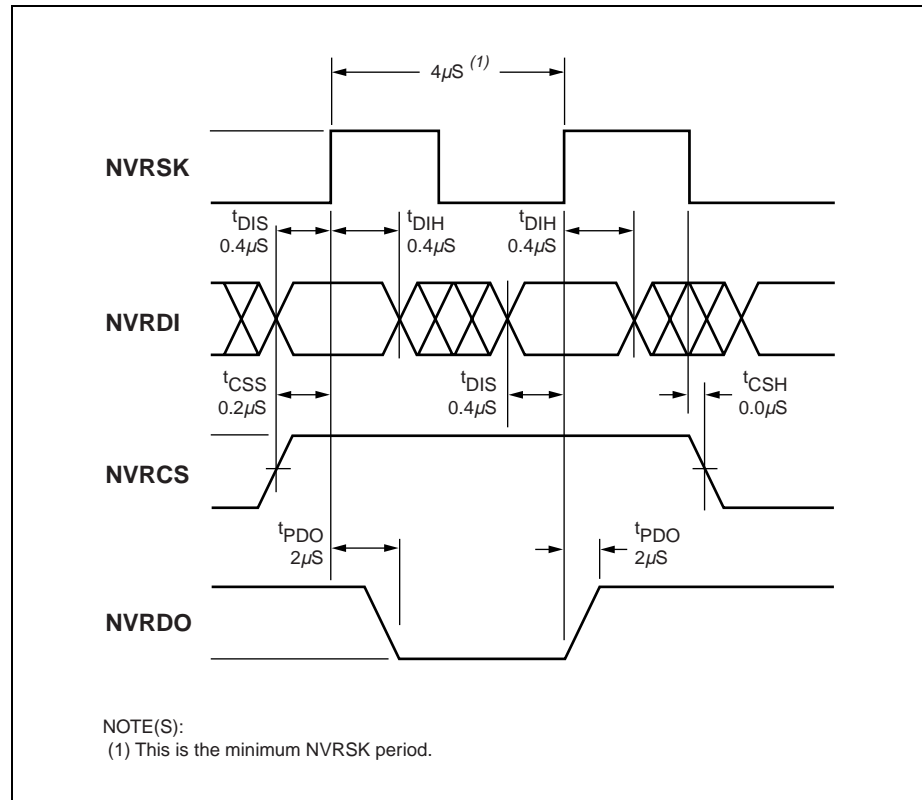 4µS (1)
NVRSK
tDIS
0.4µS
tDIH
0.4µS
tDIH
0.4µS
NVRDI
tCSS
0.2µS
tDIS
0.4µS
tCSH
0.0µS
NVRCS
tPDO
2µS
tPDO
2µS
NVRDO
NOTE(S):
(1) This is the minimum NVRSK period.